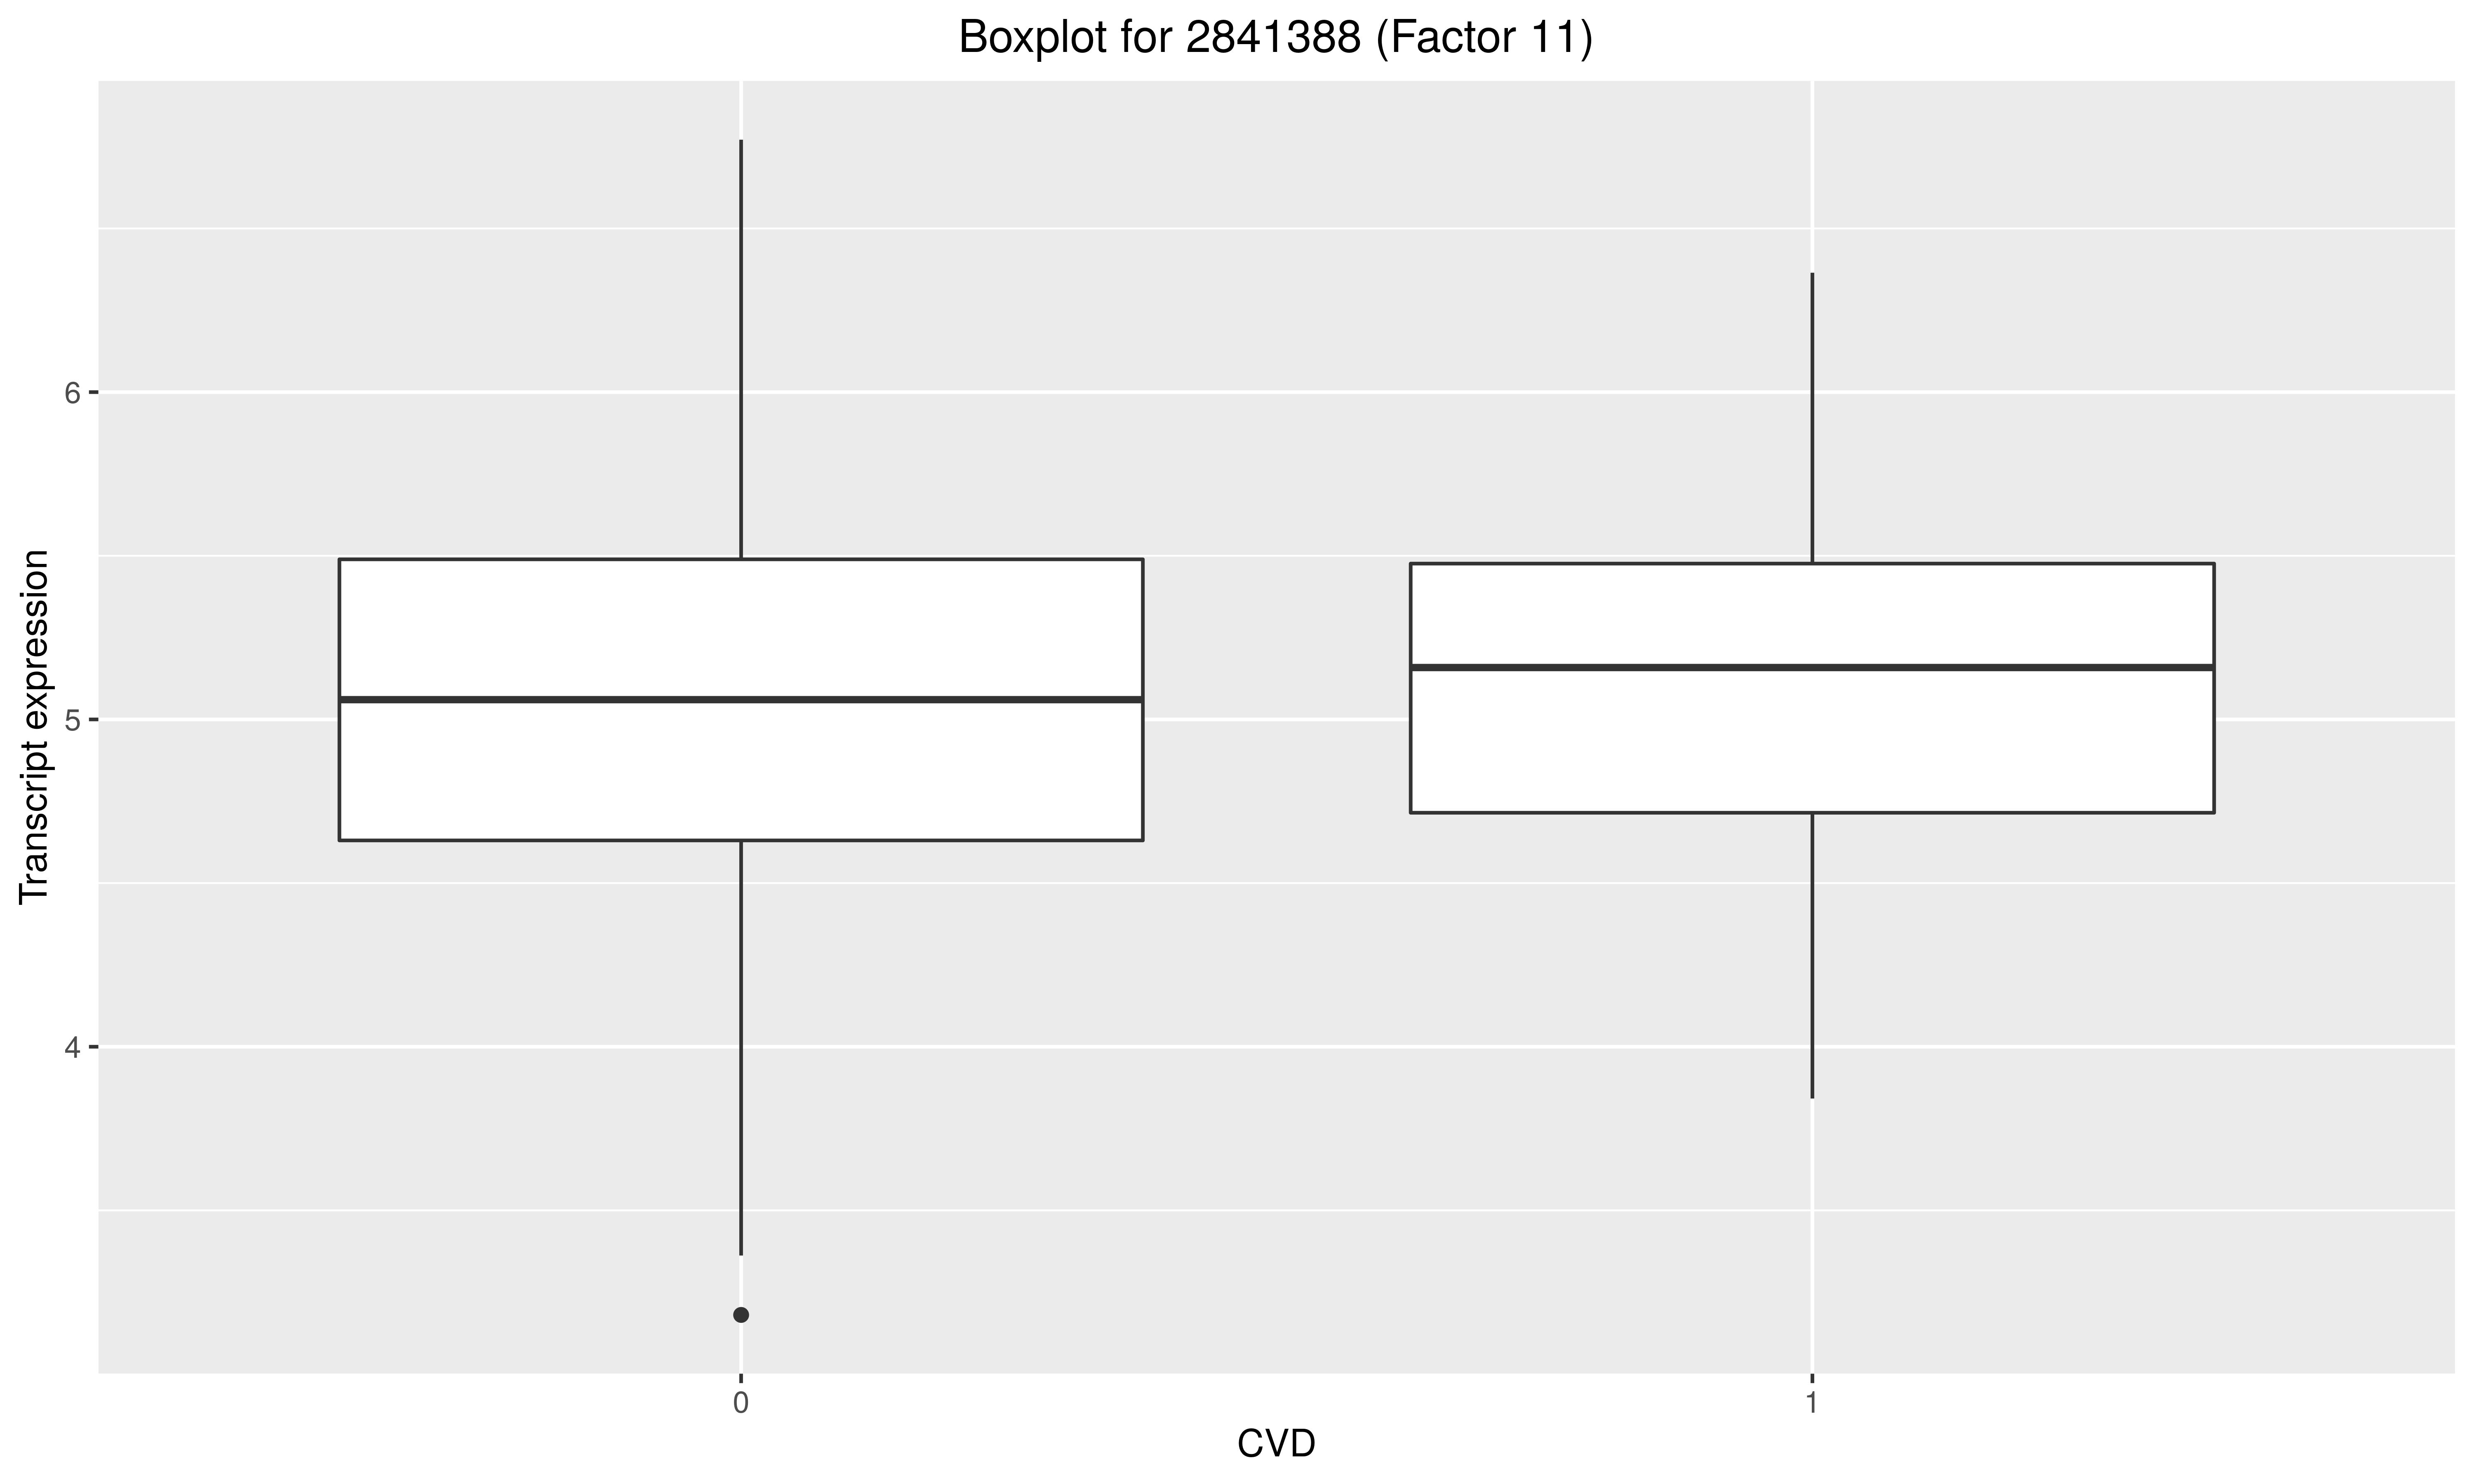 Boxplot for 2841388 (Factor 11)
Transcript expression
6
5
4
0
1
CVD